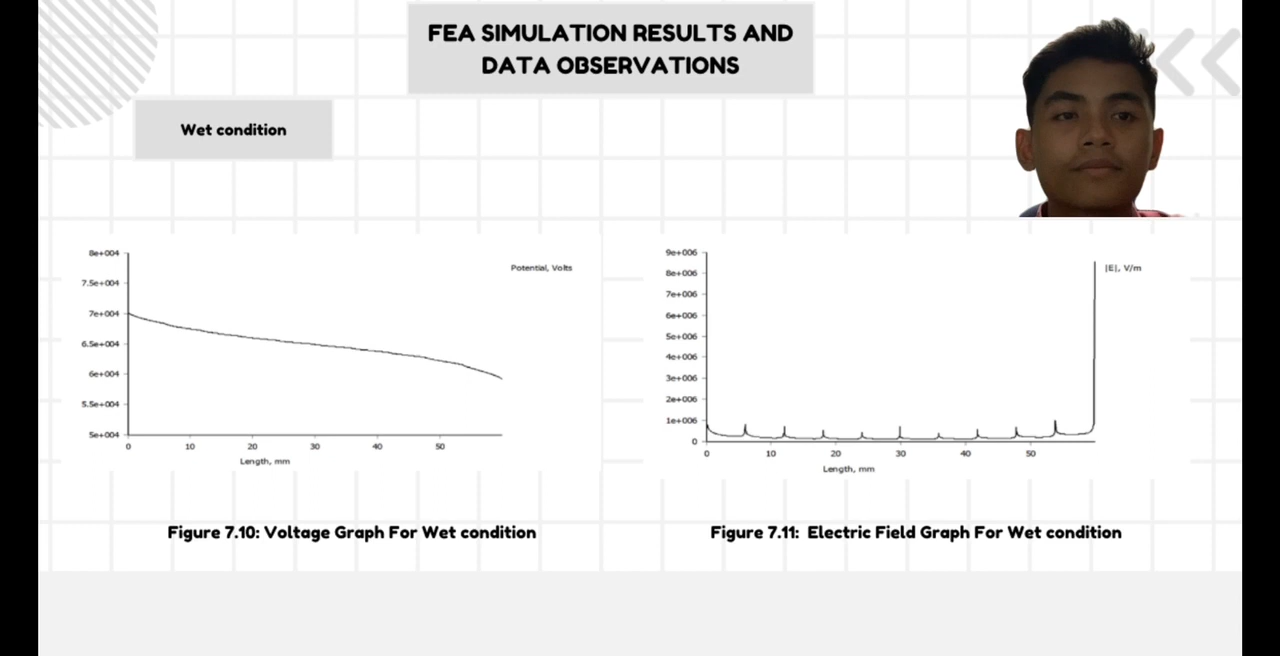 FEA SIMULATION RESULTS AND
DATA OBSERVATIONS
Wet condition
8e+004
7.5e+004
7e+004
6.5e+004
6e+004
5.5e+004
5e+004
0
10
20
30
40
50
Length, mm
Potential, Volts
9e+006
8e+006
7e+006
6e+006
5e+006
4e+006
3e+006
2e+006
1e+006
0
0
10
20
30
40
50
Length, mm
|E|, V/m
Figure 7.10: Voltage Graph For Wet condition
Figure 7.11: Electric Field Graph For Wet condition